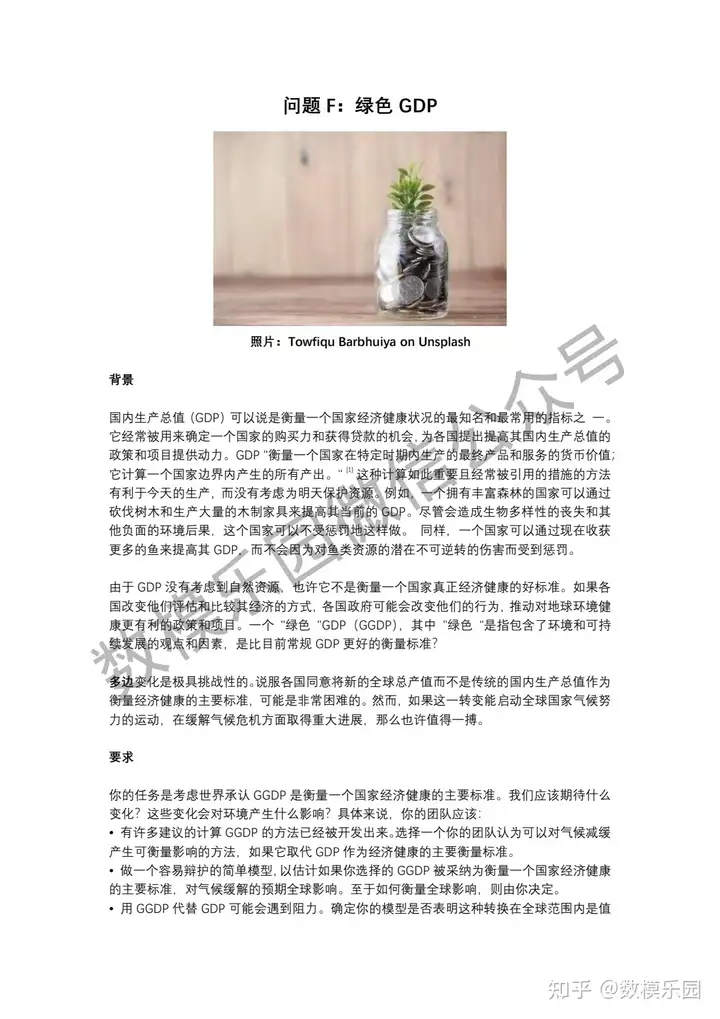 问题 F：绿色 GDP
照片：Towfiqu Barbhuiya on Unsplash
背景
国内生产总值（GDP）可以说是衡量一个国家经济健康状况的最知名和最常用的指标之 一。
它经常被用来确定一个国家的购买力和获得贷款的机会,为各国提出提高其国内生产总值的
政策和项目提供动力。GDP "衡量一个国家在特定时期内生产的最终产品和服务的货币价值;
它计算一个国家边界内产生的所有产出。" [1] 这种计算如此重要且经常被引用的措施的方法
有利于今天的生产，而没有考虑为明天保护资源。例如，一个拥有丰富森林的国家可以通过
砍伐树木和生产大量的木制家具来提高其当前的 GDP。尽管会造成生物多样性的丧失和其
他负面的环境后果，这个国家可以不受惩罚地这样做。 同样，一个国家可以通过现在收获
更多的鱼来提高其 GDP，而不会因为对鱼类资源的潜在不可逆转的伤害而受到惩罚。
由于 GDP 没有考虑到自然资源，也许它不是衡量一个国家真正经济健康的好标准。如果各
国改变他们评估和比较其经济的方式，各国政府可能会改变他们的行为，推动对地球环境健
康更有利的政策和项目。一个 "绿色 "GDP（GGDP），其中 "绿色 "是指包含了环境和可持
续发展的观点和因素，是比目前常规 GDP 更好的衡量标准？
多边变化是极具挑战性的。说服各国同意将新的全球总产值而不是传统的国内生产总值作为
衡量经济健康的主要标准，可能是非常困难的。然而，如果这一转变能启动全球国家气候努
力的运动，在缓解气候危机方面取得重大进展，那么也许值得一搏。
要求
你的任务是考虑世界承认 GGDP 是衡量一个国家经济健康的主要标准。我们应该期待什么
变化？这些变化会对环境产生什么影响？具体来说，你的团队应该：
• 有许多建议的计算 GGDP 的方法已经被开发出来。选择一个你的团队认为可以对气候减缓
产生可衡量影响的方法，如果它取代 GDP 作为经济健康的主要衡量标准。
• 做一个容易辩护的简单模型，以估计如果你选择的 GGDP 被采纳为衡量一个国家经济健康
的主要标准，对气候缓解的预期全球影响。至于如何衡量全球影响，则由你决定。
• 用 GGDP 代替 GDP 可能会遇到阻力。确定你的模型是否表明这种转换在全球范围内是值
数模乐园微信公众号
知乎 @数模乐园